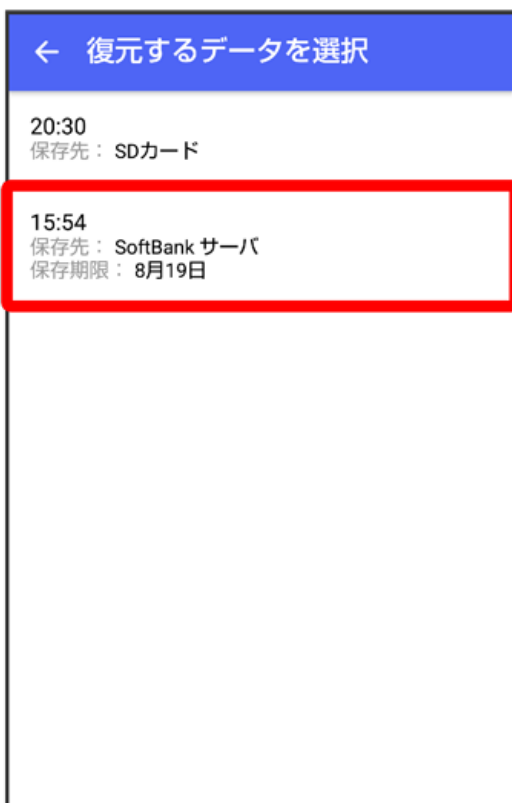 ← 復元するデータを選択
20:30
保存先： SDカード
15:54
保存先： SoftBank サーバ
保存期限： 8月19日